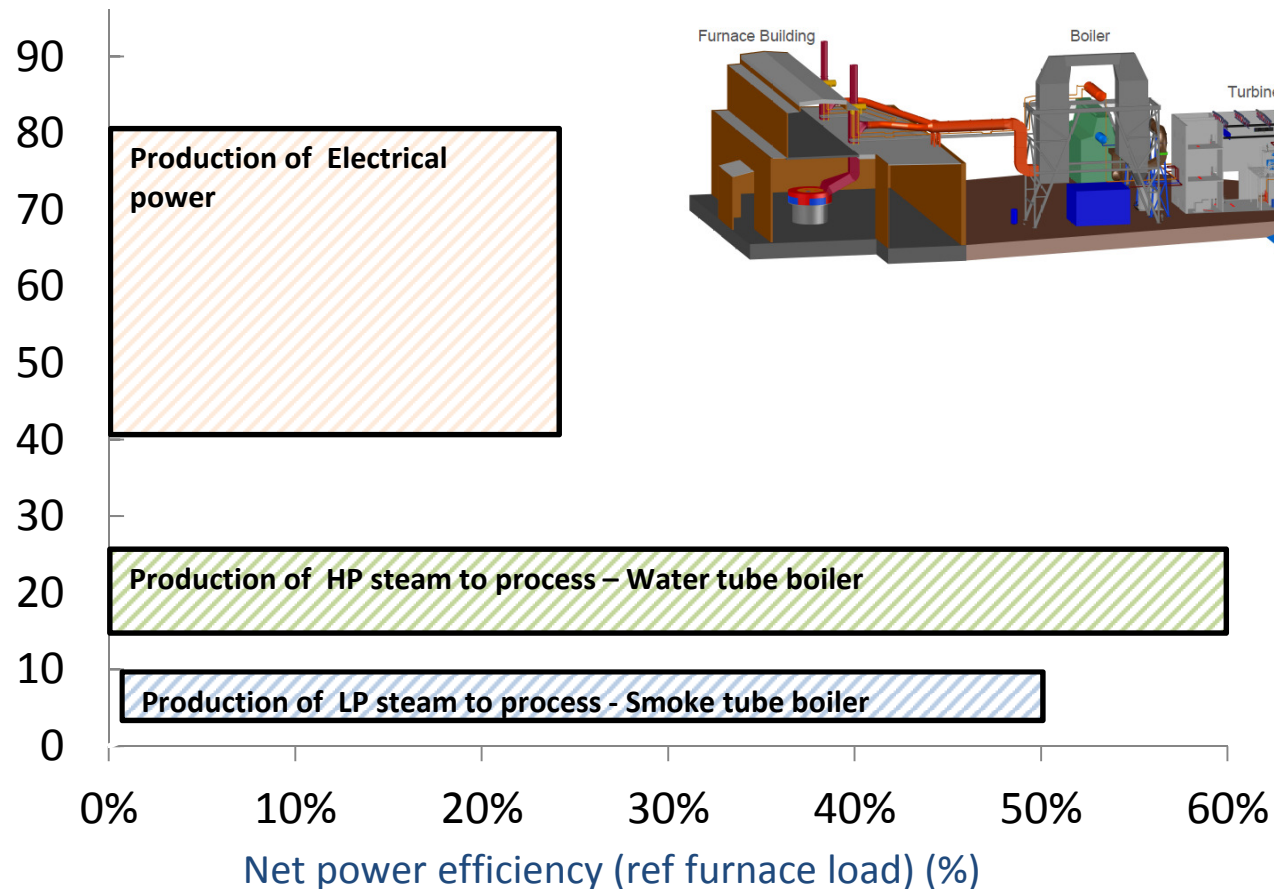 Furnace Building
Boiler
Turbine
90
80
70
60
50
40
30
20
10
0
Production of Electrical
power
Production of HP steam to process – Water tube boiler
Production of LP steam to process - Smoke tube boiler
0% 10% 20% 30% 40% 50% 60%
Net power efficiency (ref furnace load) (%)